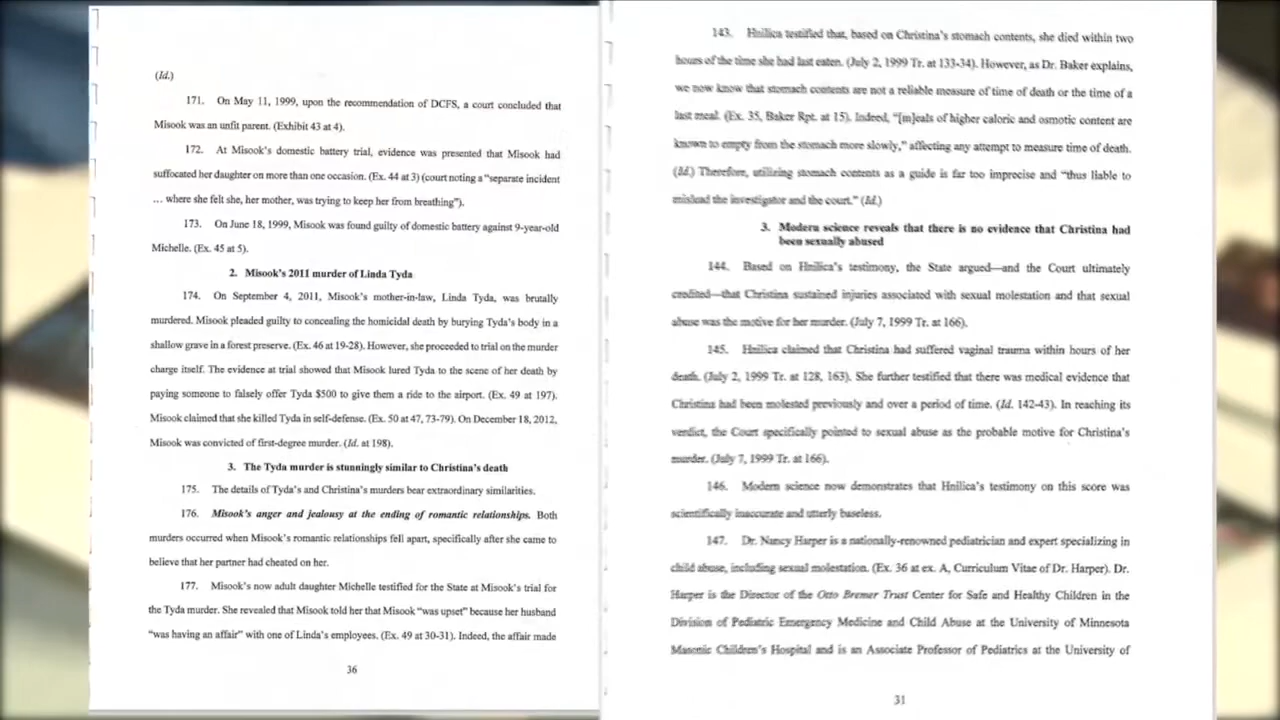 (Id.)
171. On May 11, 1999, upon the recommendation of DCFS, a court concluded that
Misook was an unfit parent. (Exhibit 43 at 4).
172. At Misook's domestic battery trial, evidence was presented that Misook had
suffocated her daughter on more than one occasion. (Ex. 44 at 3) (court noting a "separate incident
… where she felt she, her mother, was trying to keep her from breathing").
173. On June 18, 1999, Misook was found guilty of domestic battery against 9-year-old
Michelle. (Ex. 45 at 5).
2. Misook's 2011 murder of Linda Tyda
174. On September 4, 2011, Misook's mother-in-law, Linda Tyda, was brutally
murdered. Misook pleaded guilty to concealing the homicidal death by burying Tyda's body in a
shallow grave in a forest preserve. (Ex. 46 at 19-28). However, she proceeded to trial on the murder
charge itself. The evidence at trial showed that Misook lured Tyda to the scene of her death by
paying someone to falsely offer Tyda $500 to give them a ride to the airport. (Ex. 49 at 197).
Misook claimed that she killed Tyda in self-defense. (Ex. 50 at 47, 73-79). On December 18, 2012,
Misook was convicted of first-degree murder. (Id. at 198).
3. The Tyda murder is stunningly similar to Christina's death
175. The details of Tyda's and Christina's murders bear extraordinary similarities.
176. Misook's anger and jealousy at the ending of romantic relationships. Both
murders occurred when Misook's romantic relationships fell apart, specifically after she came to
believe that her partner had cheated on her.
177. Misook's now adult daughter Michelle testified for the State at Misook's trial for
the Tyda murder. She revealed that Misook told her that Misook "was upset" because her husband
"was having an affair" with one of Linda's employees. (Ex. 49 at 30-31). Indeed, the affair made
36
143. Hnilica testified that, based on Christina's stomach contents, she died within two
hours of the time she had last eaten. (July 2, 1999 Tr. at 133-34). However, as Dr. Baker explains,
we now know that stomach contents are not a reliable measure of time of death or the time of a
last meal. (Ex. 35, Baker Rpt. at 15). Indeed, "[m]eals of higher caloric and osmotic content are
known to empty from the stomach more slowly," affecting any attempt to measure time of death.
(Id.) Therefore, utilizing stomach contents as a guide is far too imprecise and "thus liable to
mislead the investigator and the court." (Id.)
3. Modern science reveals that there is no evidence that Christina had
been sexually abused
144. Based on Hnilica's testimony, the State argued—and the Court ultimately
credited—that Christina sustained injuries associated with sexual molestation and that sexual
abuse was the motive for her murder. (July 7, 1999 Tr. at 166).
145. Hnilica claimed that Christina had suffered vaginal trauma within hours of her
death. (July 2, 1999 Tr. at 128, 163). She further testified that there was medical evidence that
Christina had been molested previously and over a period of time. (Id. 142-43). In reaching its
verdict, the Court specifically pointed to sexual abuse as the probable motive for Christina's
murder. (July 7, 1999 Tr. at 166).
146. Modern science now demonstrates that Hnilica's testimony on this score was
scientifically inaccurate and utterly baseless.
147. Dr. Nancy Harper is a nationally-renowned pediatrician and expert specializing in
child abuse, including sexual molestation. (Ex. 36 at ex. A, Curriculum Vitae of Dr. Harper). Dr.
Harper is the Director of the Otto Bremer Trust Center for Safe and Healthy Children in the
Division of Pediatric Emergency Medicine and Child Abuse at the University of Minnesota
Masonic Children's Hospital and is an Associate Professor of Pediatrics at the University of
31